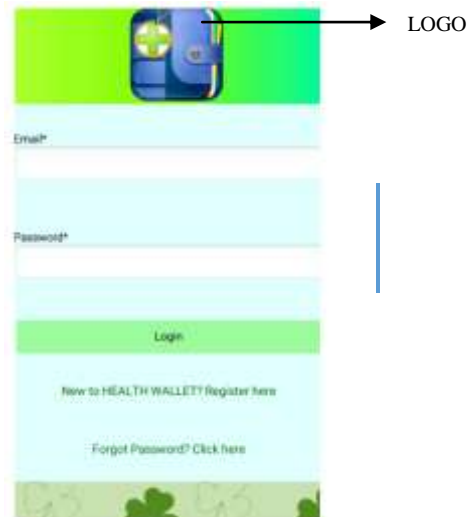 LOGO
Email*
Password*
Login
New to HEALTH WALLET? Register here
Forgot Password? Click here